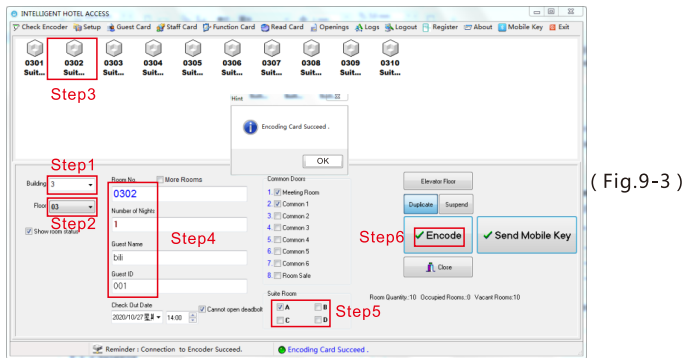 INTELLIGENT HOTEL ACCESS
Check Encoder Setup Guest Card Staff Card Function Card Read Card Openings Logs Logout Register About Mobile Key Exit
0301 0302 0303 0304 0305 0306 0307 0308 0309 0310
Suit... Suit... Suit... Suit... Suit... Suit... Suit... Suit... Suit... Suit...
Step3
Hint
Encoding Card Succeed .
OK
Step1
Building 3
Floor 03
Step2
Show room status
Room No. More Rooms
0302
Number of Nights
1
Step4
Guest Name
bili
Guest ID
001
Check Out Date
2020/10/27 14:00
Cannot open deadbolt
Common Doors
1. Meeting Room
2. Common 1
3. Common 2
4. Common 3
5. Common 4
6. Common 5
7. Common 6
8. Room Safe
Suite Room
A B
C D
Step5
Elevator Floor
Duplicate Suspend
Step6
Encode
Send Mobile Key
Close
Room Quantity:10 Occupied Rooms:0 Vacant Rooms:10
Reminder : Connection to Encoder Succeed.
Encoding Card Succeed .
( Fig.9-3 )